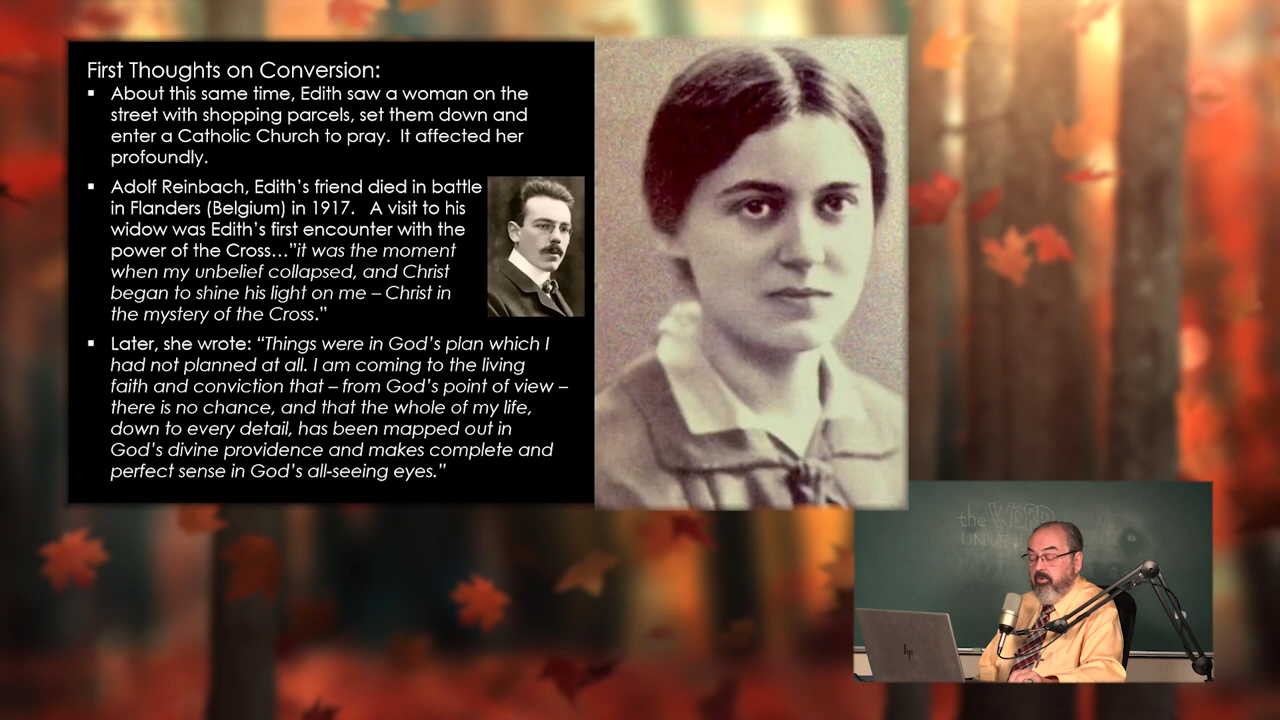 First Thoughts on Conversion:
▪ About this same time, Edith saw a woman on the
street with shopping parcels, set them down and
enter a Catholic Church to pray.  It affected her
profoundly.
▪ Adolf Reinbach, Edith’s friend died in battle
in Flanders (Belgium) in 1917.   A visit to his
widow was Edith’s first encounter with the
power of the Cross…”it was the moment
when my unbelief collapsed, and Christ
began to shine his light on me – Christ in
the mystery of the Cross.”
▪ Later, she wrote: “Things were in God’s plan which I
had not planned at all. I am coming to the living
faith and conviction that – from God’s point of view –
there is no chance, and that the whole of my life,
down to every detail, has been mapped out in
God’s divine providence and makes complete and
perfect sense in God’s all-seeing eyes.”
the WORD
hp